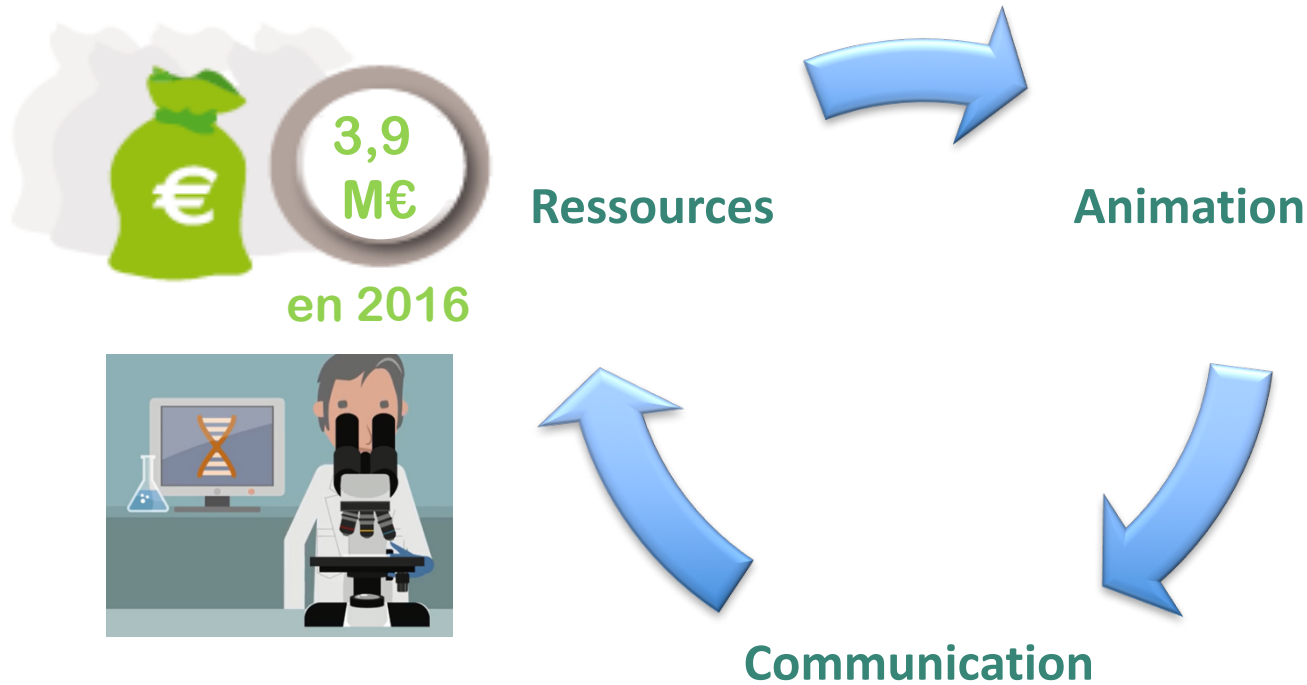 €
3,9
M€
en 2016
Ressources
Animation
Communication